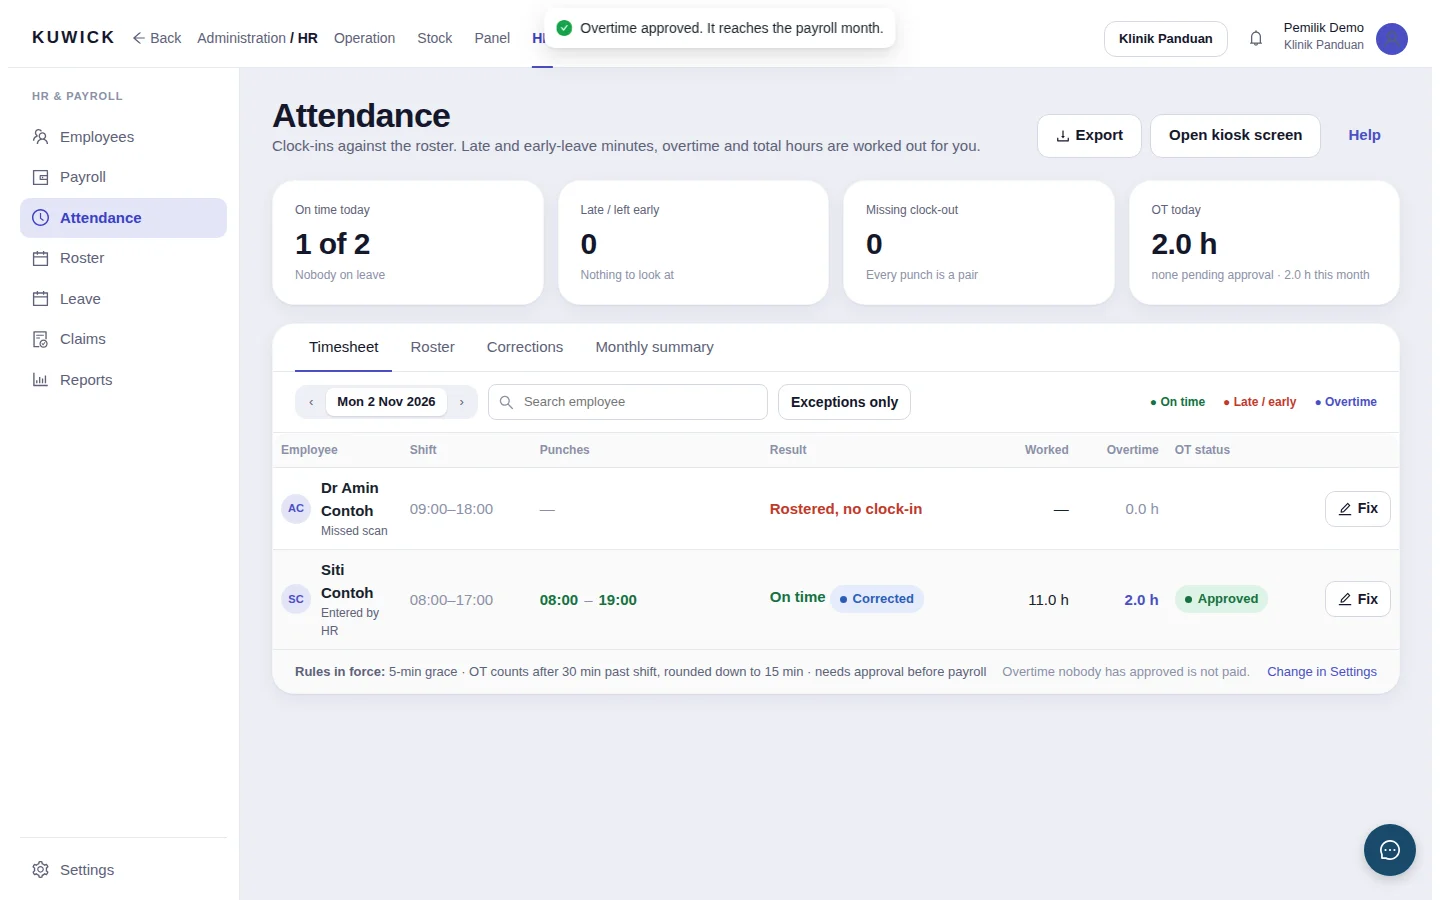 KUWICK
Back
Administration / HR
Operation
Stock
Panel
Overtime approved. It reaches the payroll month.
Klinik Panduan
Pemilik Demo
Klinik Panduan
HR & PAYROLL
Employees
Payroll
Attendance
Roster
Leave
Claims
Reports
Settings
Attendance
Clock-ins against the roster. Late and early-leave minutes, overtime and total hours are worked out for you.
Export
Open kiosk screen
Help
On time today
1 of 2
Nobody on leave
Late / left early
0
Nothing to look at
Missing clock-out
0
Every punch is a pair
OT today
2.0 h
none pending approval · 2.0 h this month
Timesheet
Roster
Corrections
Monthly summary
‹ Mon 2 Nov 2026 ›
Search employee
Exceptions only
● On time
● Late / early
● Overtime
Employee Shift Punches Result Worked Overtime OT status
AC
Dr Amin
Contoh
Missed scan
09:00–18:00
—
Rostered, no clock-in
—
0.0 h
Fix
SC
Siti
Contoh
Entered by
HR
08:00–17:00
08:00 – 19:00
On time
Corrected
11.0 h
2.0 h
Approved
Fix
Rules in force: 5-min grace · OT counts after 30 min past shift, rounded down to 15 min · needs approval before payroll
Overtime nobody has approved is not paid.
Change in Settings